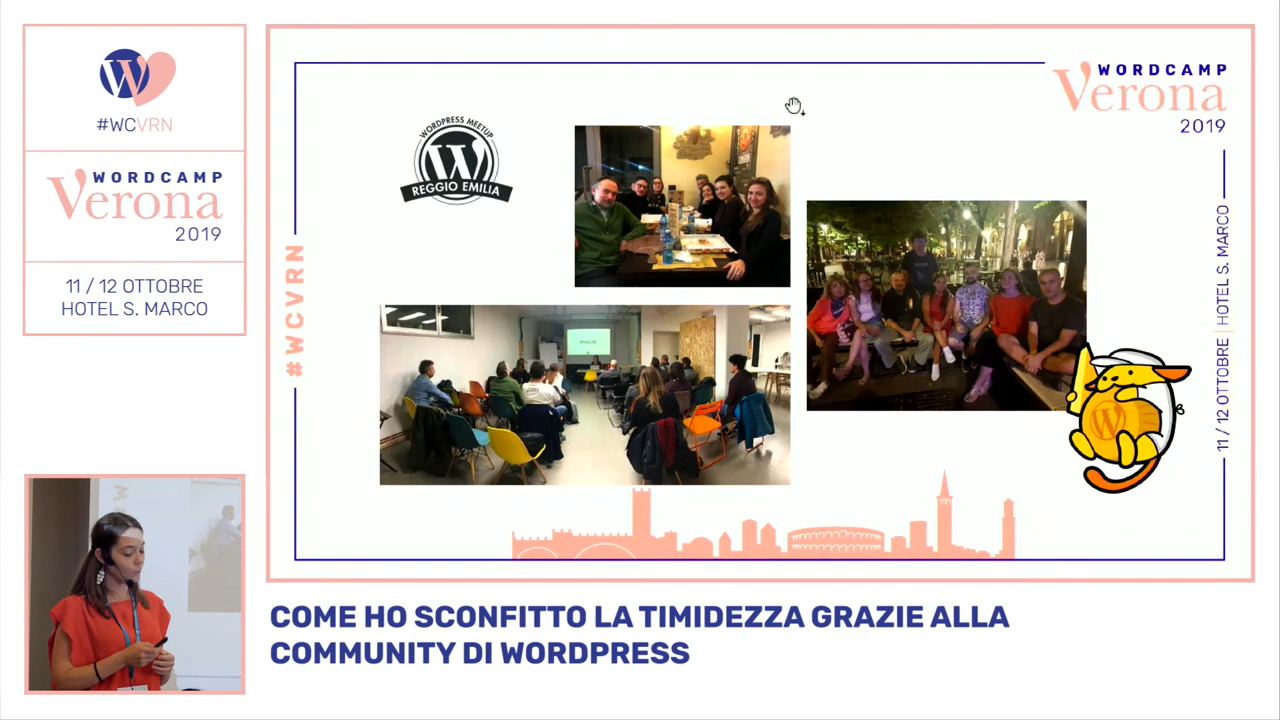 #WCVRN
WORDCAMP
Verona
2019
11 / 12 OTTOBRE
HOTEL S. MARCO
#WCVRN
WORDPRESS MEETUP
REGGIO EMILIA
WORDCAMP
Verona
2019
11 / 12 OTTOBRE | HOTEL S. MARCO
COME HO SCONFITTO LA TIMIDEZZA GRAZIE ALLA
COMMUNITY DI WORDPRESS